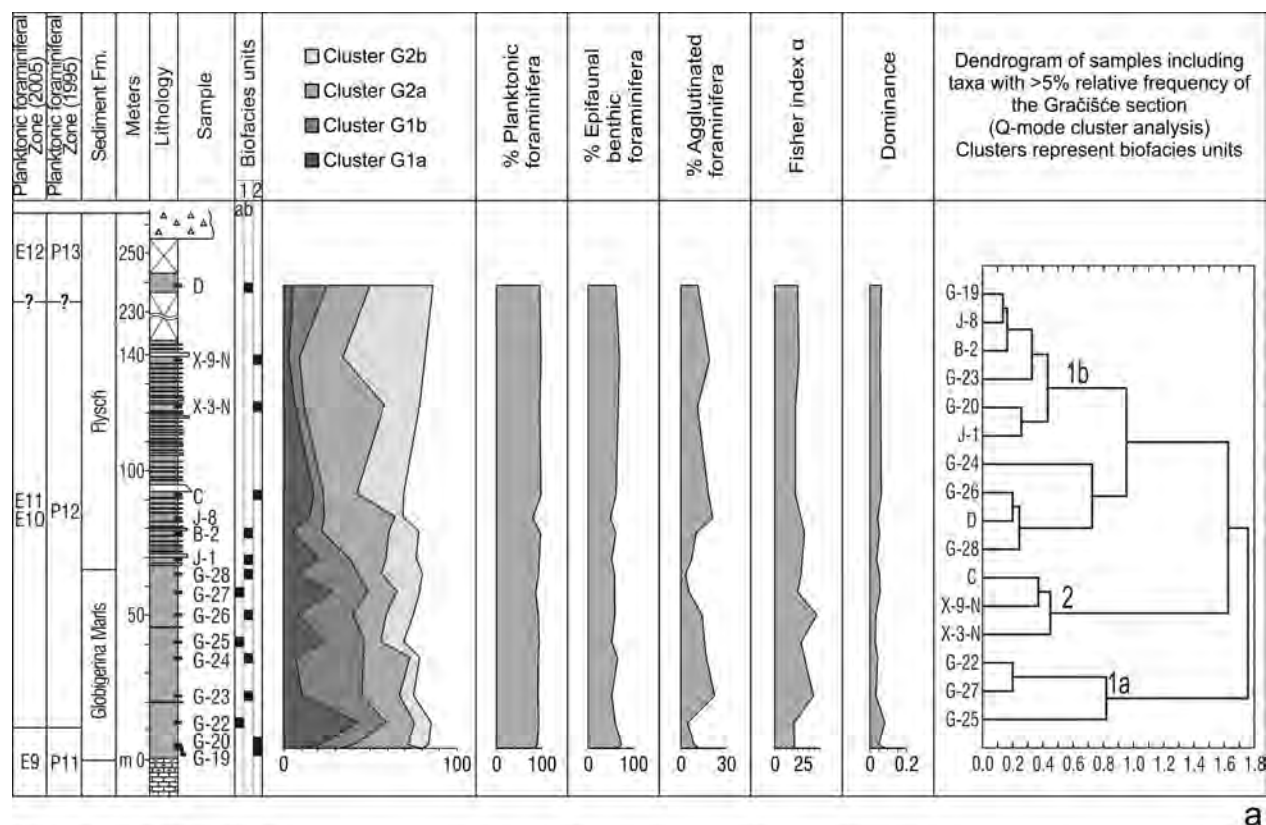 Planktonic foraminiferal
Zone (2005)
Planktonic foraminiferal
Zone (1995)
Sediment Fm.
Meters
Lithology
Sample
Biofacies units
1 2
a b
Cluster G2b
Cluster G2a
Cluster G1b
Cluster G1a
% Planktonic
foraminifera
% Epifaunal
benthic
foraminifera
% Agglutinated
foraminifera
Fisher index α
Dominance
Dendrogram of samples including
taxa with >5% relative frequency of
the Gračišće section
(Q-mode cluster analysis)
Clusters represent biofacies units
E12 P13
? ?
E11
E10
P12
E9 P11
Flysch
Globigerina Marls
250
230
140
100
50
m 0
D
X-9-N
X-3-N
C
J-8
B-2
J-1
G-28
G-27
G-26
G-25
G-24
G-23
G-22
G-20
G-19
0 100
0 100
0 100
0 30
0 25
0 0.2
G-19
J-8
B-2
G-23
G-20
J-1
G-24
G-26
D
G-28
C
X-9-N
X-3-N
G-22
G-27
G-25
1b
2
1a
0.0 0.2 0.4 0.6 0.8 1.0 1.2 1.4 1.6 1.8
a